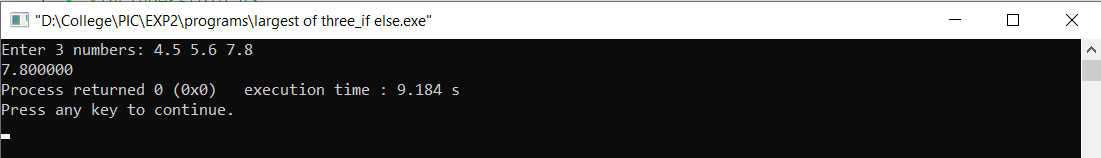 "D:\College\PIC\EXP2\programs\largest of three_if else.exe"
Enter 3 numbers: 4.5 5.6 7.8
7.800000
Process returned 0 (0x0)   execution time : 9.184 s
Press any key to continue.